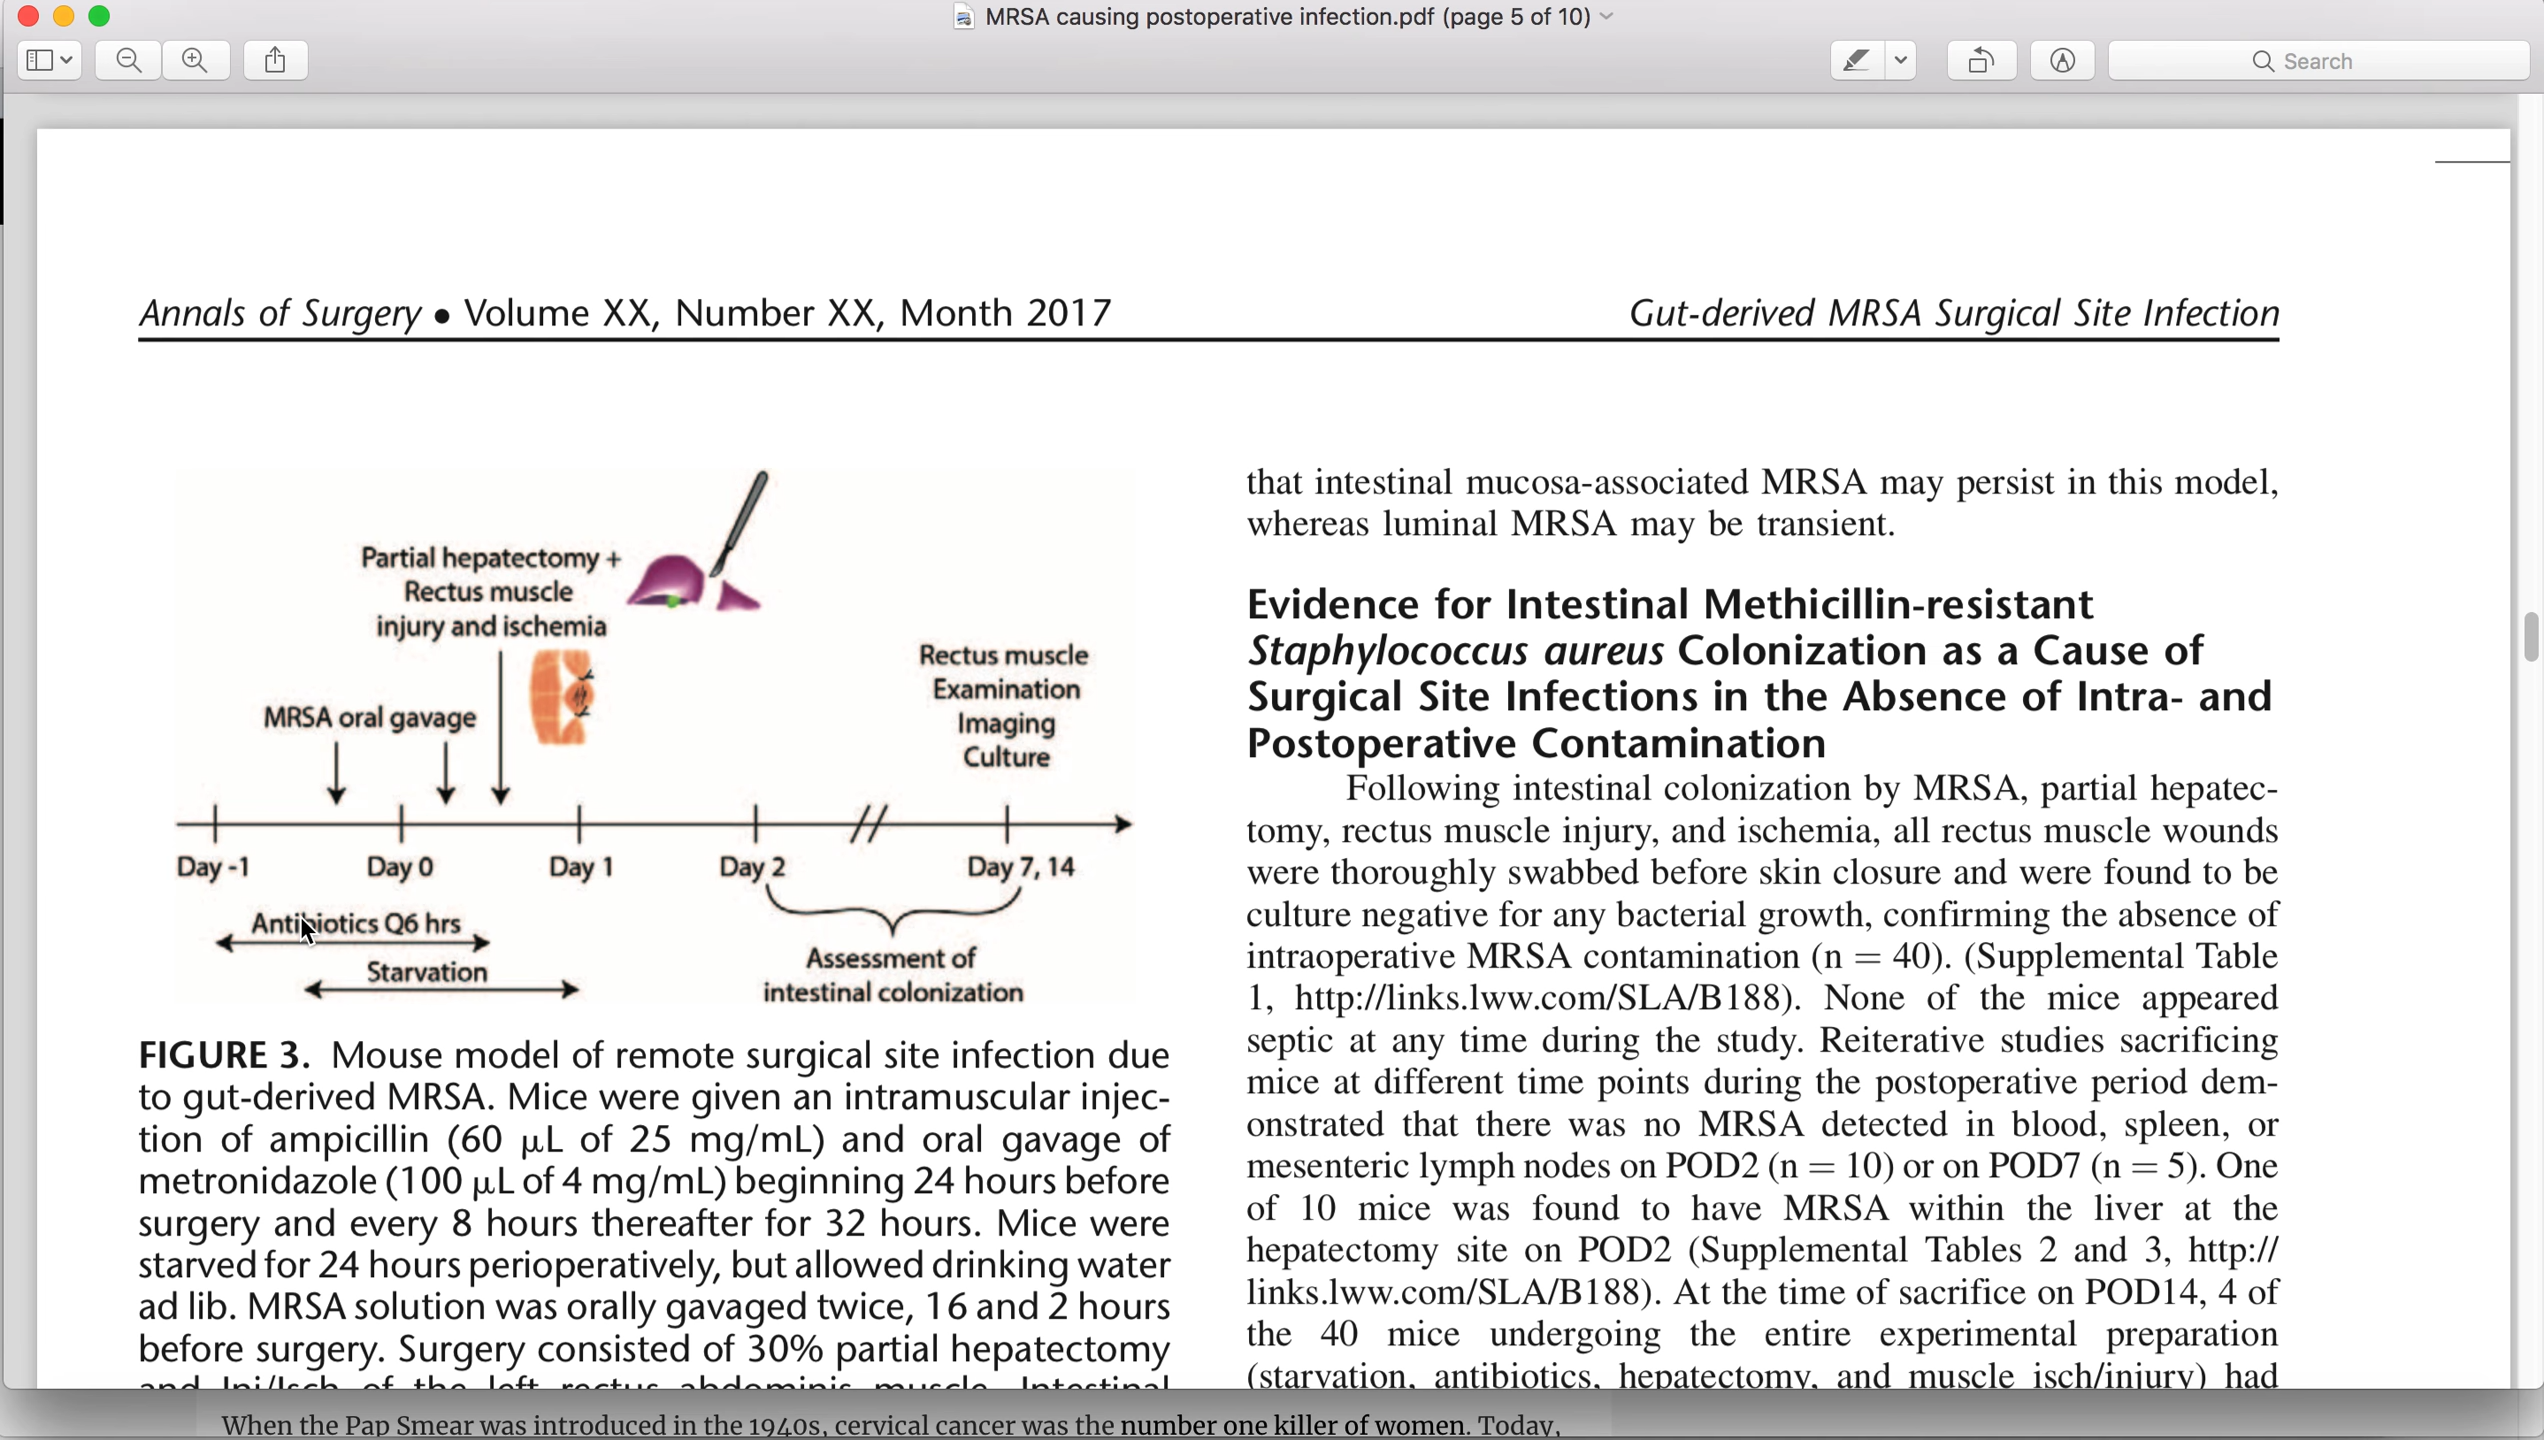 MRSA causing postoperative infection.pdf (page 5 of 10)
Search
Annals of Surgery • Volume XX, Number XX, Month 2017
Gut-derived MRSA Surgical Site Infection
Partial hepatectomy +
Rectus muscle
injury and ischemia
MRSA oral gavage
Rectus muscle
Examination
Imaging
Culture
Day -1
Day 0
Day 1
Day 2
Day 7, 14
Antibiotics Q6 hrs
Starvation
Assessment of
intestinal colonization
FIGURE 3. Mouse model of remote surgical site infection due
to gut-derived MRSA. Mice were given an intramuscular injec-
tion of ampicillin (60 μL of 25 mg/mL) and oral gavage of
metronidazole (100 μL of 4 mg/mL) beginning 24 hours before
surgery and every 8 hours thereafter for 32 hours. Mice were
starved for 24 hours perioperatively, but allowed drinking water
ad lib. MRSA solution was orally gavaged twice, 16 and 2 hours
before surgery. Surgery consisted of 30% partial hepatectomy
and Inj/Isch of the left rectus abdominis muscle. Intestinal
that intestinal mucosa-associated MRSA may persist in this model,
whereas luminal MRSA may be transient.
Evidence for Intestinal Methicillin-resistant
Staphylococcus aureus Colonization as a Cause of
Surgical Site Infections in the Absence of Intra- and
Postoperative Contamination
Following intestinal colonization by MRSA, partial hepatec-
tomy, rectus muscle injury, and ischemia, all rectus muscle wounds
were thoroughly swabbed before skin closure and were found to be
culture negative for any bacterial growth, confirming the absence of
intraoperative MRSA contamination (n = 40). (Supplemental Table
1, http://links.lww.com/SLA/B188). None of the mice appeared
septic at any time during the study. Reiterative studies sacrificing
mice at different time points during the postoperative period dem-
onstrated that there was no MRSA detected in blood, spleen, or
mesenteric lymph nodes on POD2 (n = 10) or on POD7 (n = 5). One
of 10 mice was found to have MRSA within the liver at the
hepatectomy site on POD2 (Supplemental Tables 2 and 3, http://
links.lww.com/SLA/B188). At the time of sacrifice on POD14, 4 of
the 40 mice undergoing the entire experimental preparation
(starvation, antibiotics, hepatectomy, and muscle isch/injury) had
When the Pap Smear was introduced in the 1940s, cervical cancer was the number one killer of women. Today,